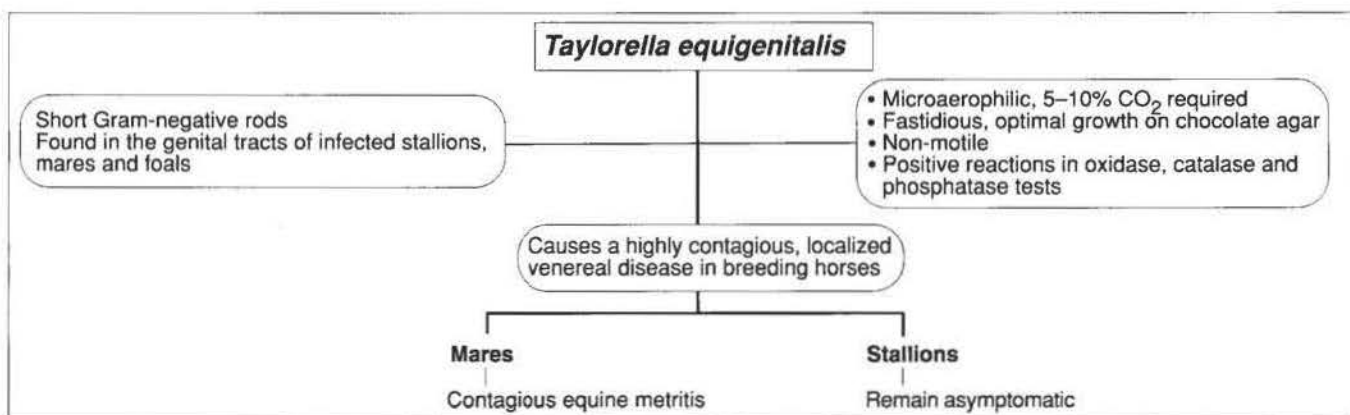 Taylorella equigenitalis
Short Gram-negative rods
Found in the genital tracts of infected stallions,
mares and foals
• Microaerophilic, 5–10% CO₂ required
• Fastidious, optimal growth on chocolate agar
• Non-motile
• Positive reactions in oxidase, catalase and
phosphatase tests
Causes a highly contagious, localized
venereal disease in breeding horses
Mares
Stallions
Contagious equine metritis
Remain asymptomatic